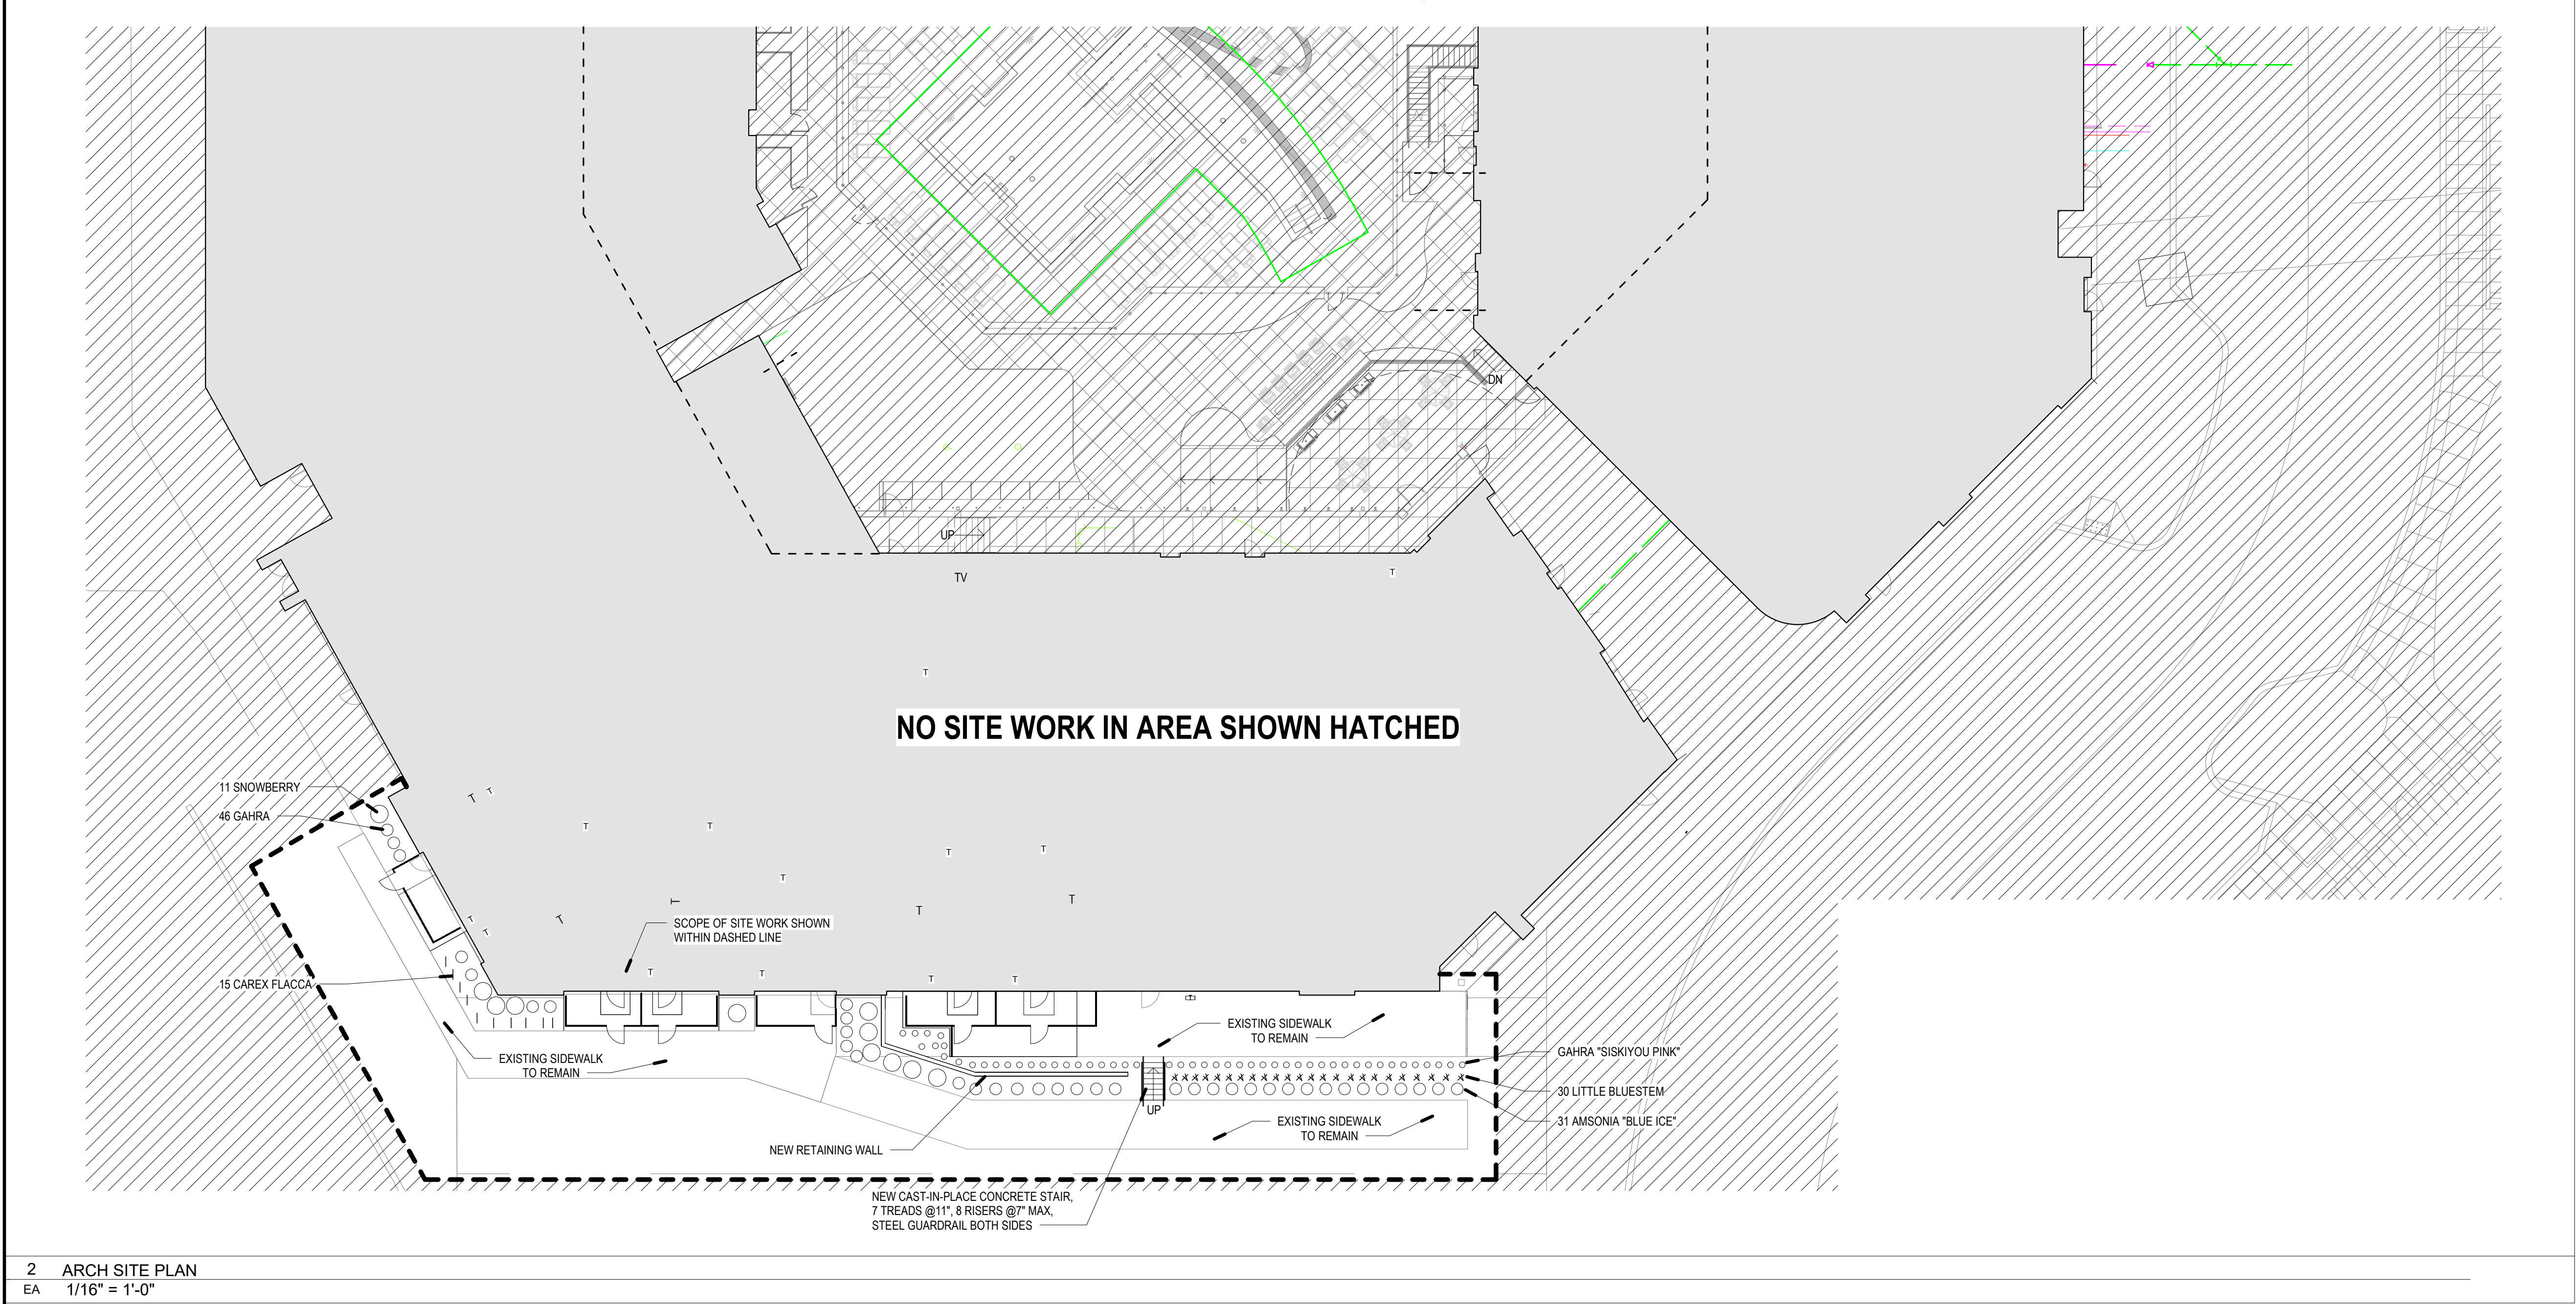 DN
UP
TV
T
T
NO SITE WORK IN AREA SHOWN HATCHED
11 SNOWBERRY
46 GAHRA
T
T
T
T
T
T
T
T
T
T
T
T
T
T
SCOPE OF SITE WORK SHOWN
WITHIN DASHED LINE
T
T
T
T
15 CAREX FLACCA
EXISTING SIDEWALK
TO REMAIN
EXISTING SIDEWALK
TO REMAIN
GAHRA "SISKIYOU PINK"
30 LITTLE BLUESTEM
31 AMSONIA "BLUE ICE"
UP
EXISTING SIDEWALK
TO REMAIN
NEW RETAINING WALL
NEW CAST-IN-PLACE CONCRETE STAIR,
7 TREADS @11", 8 RISERS @7" MAX,
STEEL GUARDRAIL BOTH SIDES
2 ARCH SITE PLAN
EA 1/16" = 1'-0"